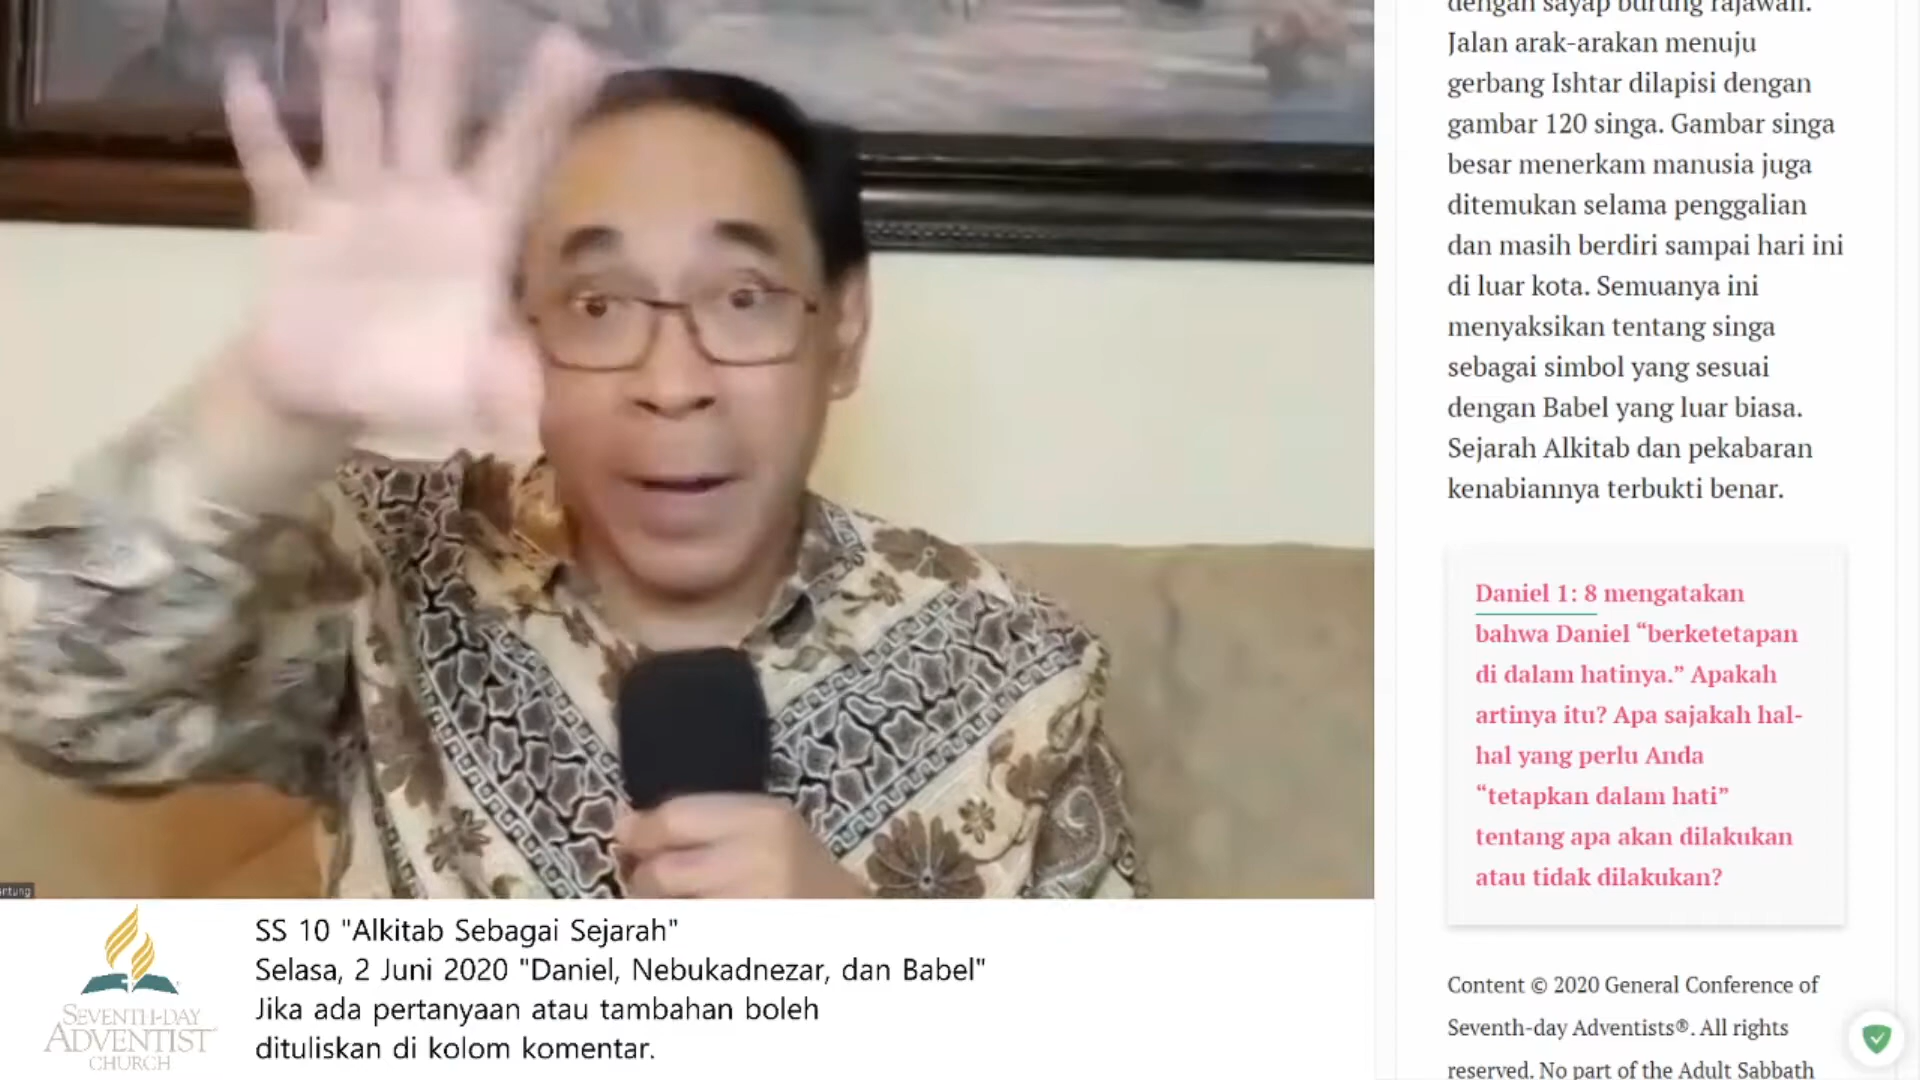 dengan sayap burung rajawali.
Jalan arak-arakan menuju
gerbang Ishtar dilapisi dengan
gambar 120 singa. Gambar singa
besar menerkam manusia juga
ditemukan selama penggalian
dan masih berdiri sampai hari ini
di luar kota. Semuanya ini
menyaksikan tentang singa
sebagai simbol yang sesuai
dengan Babel yang luar biasa.
Sejarah Alkitab dan pekabaran
kenabiannya terbukti benar.
Daniel 1: 8 mengatakan
bahwa Daniel “berketetapan
di dalam hatinya.” Apakah
artinya itu? Apa sajakah hal-
hal yang perlu Anda
“tetapkan dalam hati”
tentang apa akan dilakukan
atau tidak dilakukan?
Content © 2020 General Conference of
Seventh-day Adventists®. All rights
reserved. No part of the Adult Sabbath
SEVENTH-DAY
ADVENTIST
CHURCH
SS 10 "Alkitab Sebagai Sejarah"
Selasa, 2 Juni 2020 "Daniel, Nebukadnezar, dan Babel"
Jika ada pertanyaan atau tambahan boleh
dituliskan di kolom komentar.